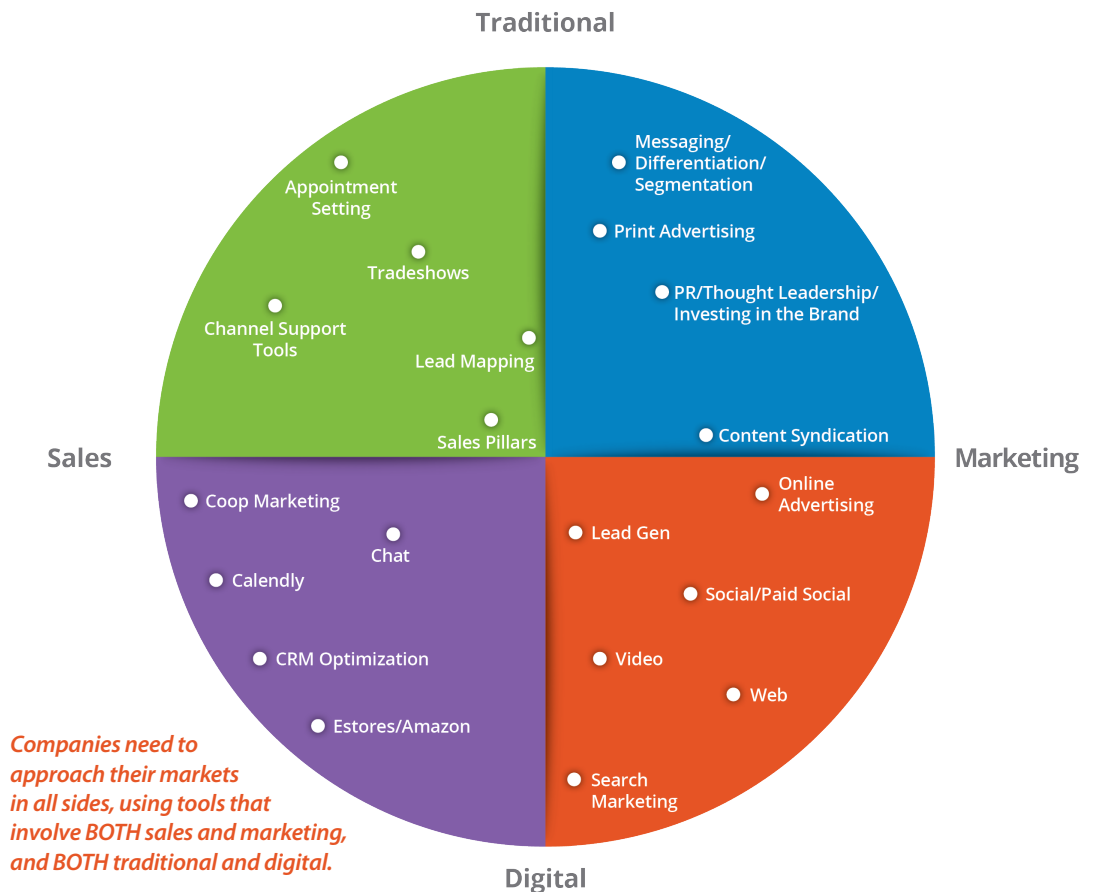 Traditional
Appointment
Setting
Tradeshows
Channel Support
Tools
Lead Mapping
Sales Pillars
Messaging/
Differentiation/
Segmentation
Print Advertising
PR/Thought Leadership/
Investing in the Brand
Content Syndication
Sales
Marketing
Coop Marketing
Chat
Calendly
CRM Optimization
Estores/Amazon
Online
Advertising
Lead Gen
Social/Paid Social
Video
Web
Search
Marketing
Companies need to
approach their markets
in all sides, using tools that
involve BOTH sales and marketing,
and BOTH traditional and digital.
Digital